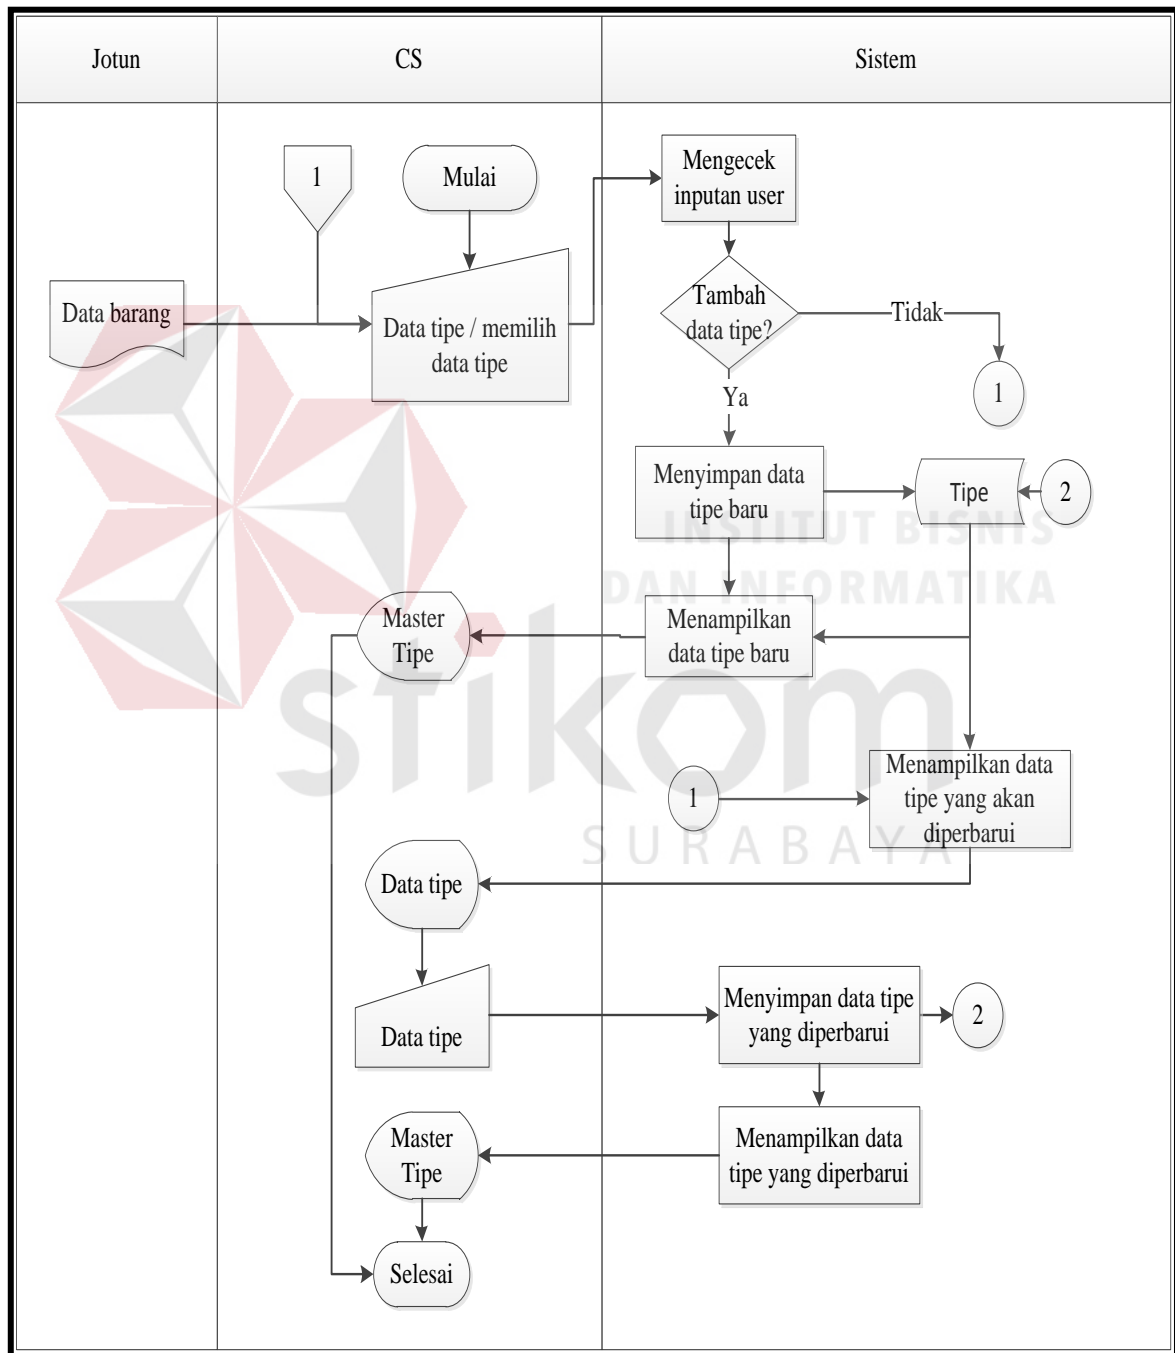 Jotun
CS
Sistem
1
Mulai
Mengecek
inputan user
Data barang
Data tipe / memilih
data tipe
Tambah
data tipe?
Tidak
1
Ya
Menyimpan data
tipe baru
Tipe
2
INSTITUT BISNIS
DAN INFORMATIKA
Master
Tipe
Menampilkan
data tipe baru
stikom
SURABAYA
1
Menampilkan data
tipe yang akan
diperbarui
Data tipe
Data tipe
Menyimpan data tipe
yang diperbarui
2
Master
Tipe
Menampilkan data
tipe yang diperbarui
Selesai